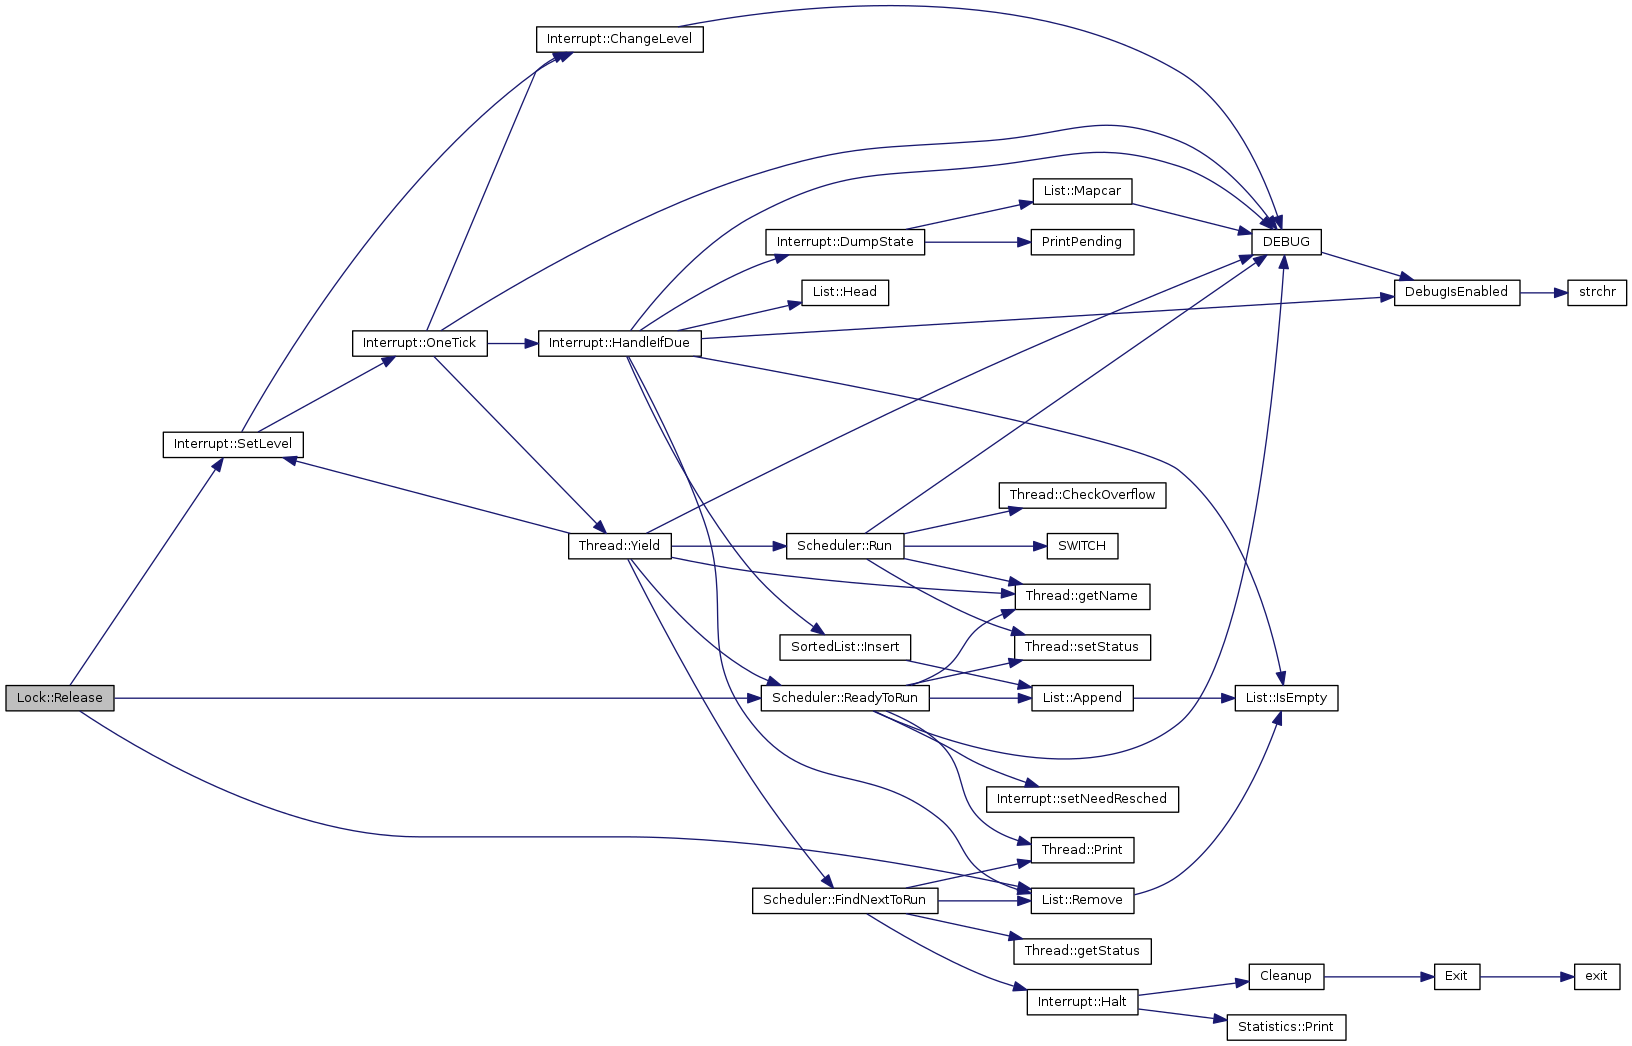 Interrupt::ChangeLevel
List::Mapcar
Interrupt::DumpState
PrintPending
DEBUG
List::Head
DebugIsEnabled
strchr
Interrupt::OneTick
Interrupt::HandleIfDue
Interrupt::SetLevel
Thread::CheckOverflow
Thread::Yield
Scheduler::Run
SWITCH
Thread::getName
SortedList::Insert
Thread::setStatus
Lock::Release
Scheduler::ReadyToRun
List::Append
List::IsEmpty
Interrupt::setNeedResched
Thread::Print
Scheduler::FindNextToRun
List::Remove
Thread::getStatus
Cleanup
Exit
exit
Interrupt::Halt
Statistics::Print